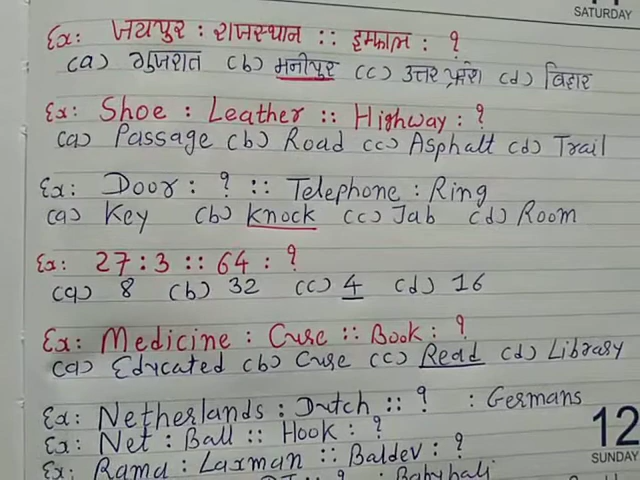 SATURDAY
Ex: जयपुर : राजस्थान :: इम्फाल : ?
(a) गुजरात (b) मनीपुर (c) उत्तर प्रदेश (d) बिहार
Ex: Shoe : Leather :: Highway : ?
(a) Passage (b) Road (c) Asphalt (d) Trail
Ex: Door : ? :: Telephone : Ring
(a) Key (b) Knock (c) Jab (d) Room
Ex: 27 : 3 :: 64 : ?
(a) 8 (b) 32 (c) 4 (d) 16
Ex: Medicine : Cure :: Book : ?
(a) Educated (b) Cure (c) Read (d) Library
Ex: Netherlands : Dutch :: ? : Germans
Ex: Net : Ball :: Hook : ?
12
SUNDAY
Ex: Rama : Laxman :: Baldev : ?
? : Babyhali